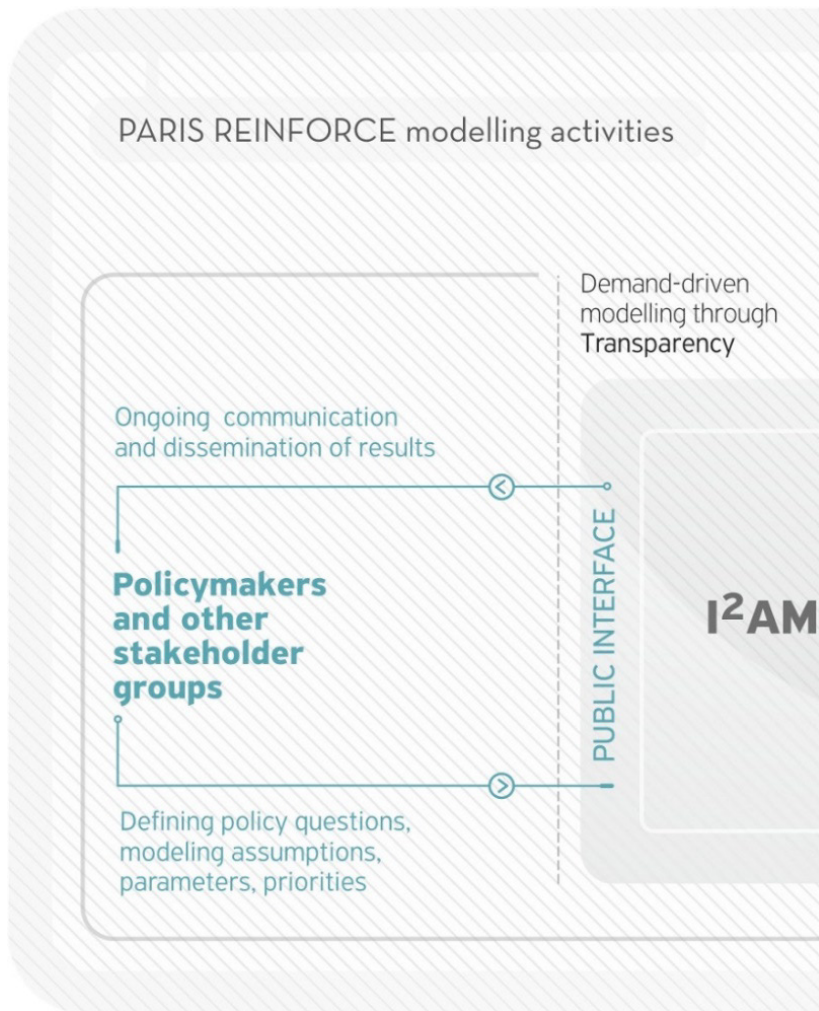 PARIS REINFORCE modelling activities
Demand-driven
modelling through
Transparency
Ongoing communication
and dissemination of results
Policymakers
and other
stakeholder
groups
PUBLIC INTERFACE
I²AM
Defining policy questions,
modeling assumptions,
parameters, priorities